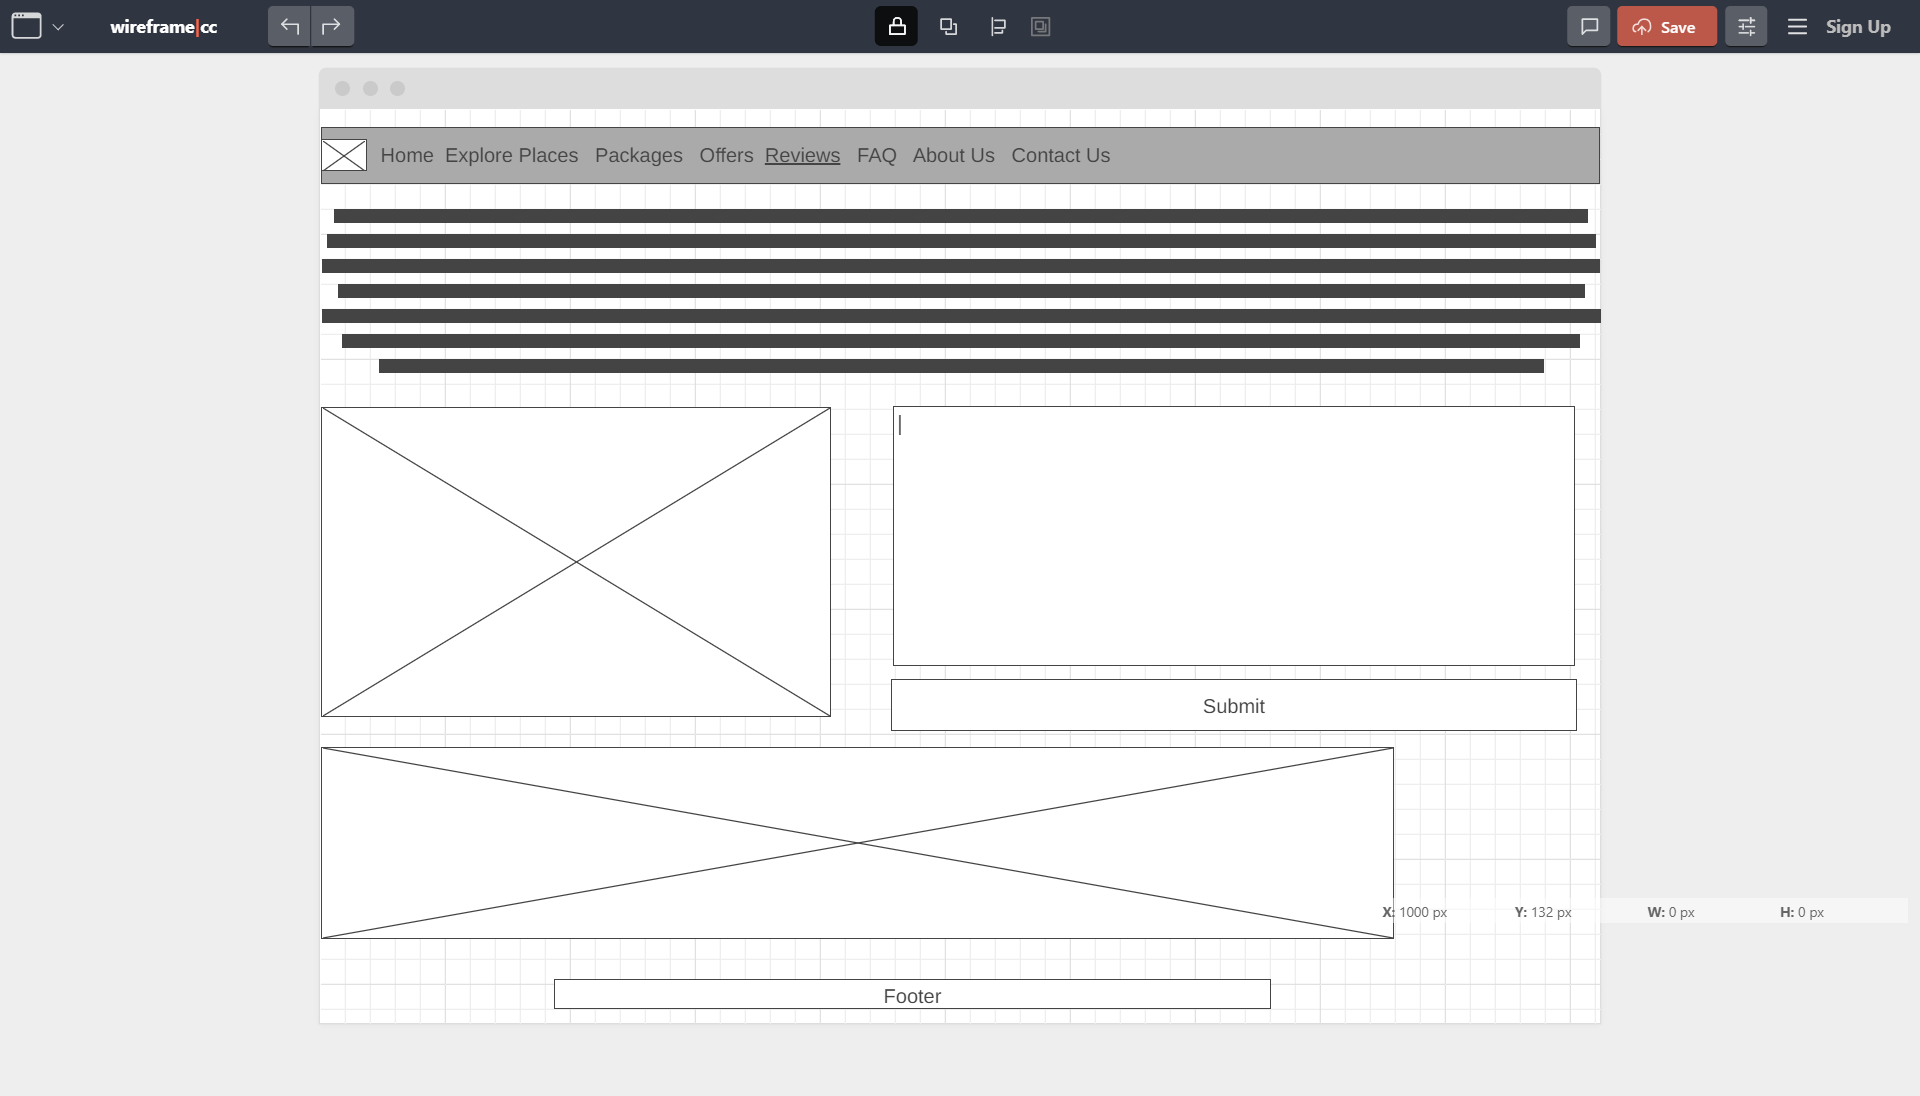 wireframe|cc
Save
Sign Up
Home Explore Places Packages Offers Reviews FAQ About Us Contact Us
Submit
X: 1000 px Y: 132 px W: 0 px H: 0 px
Footer